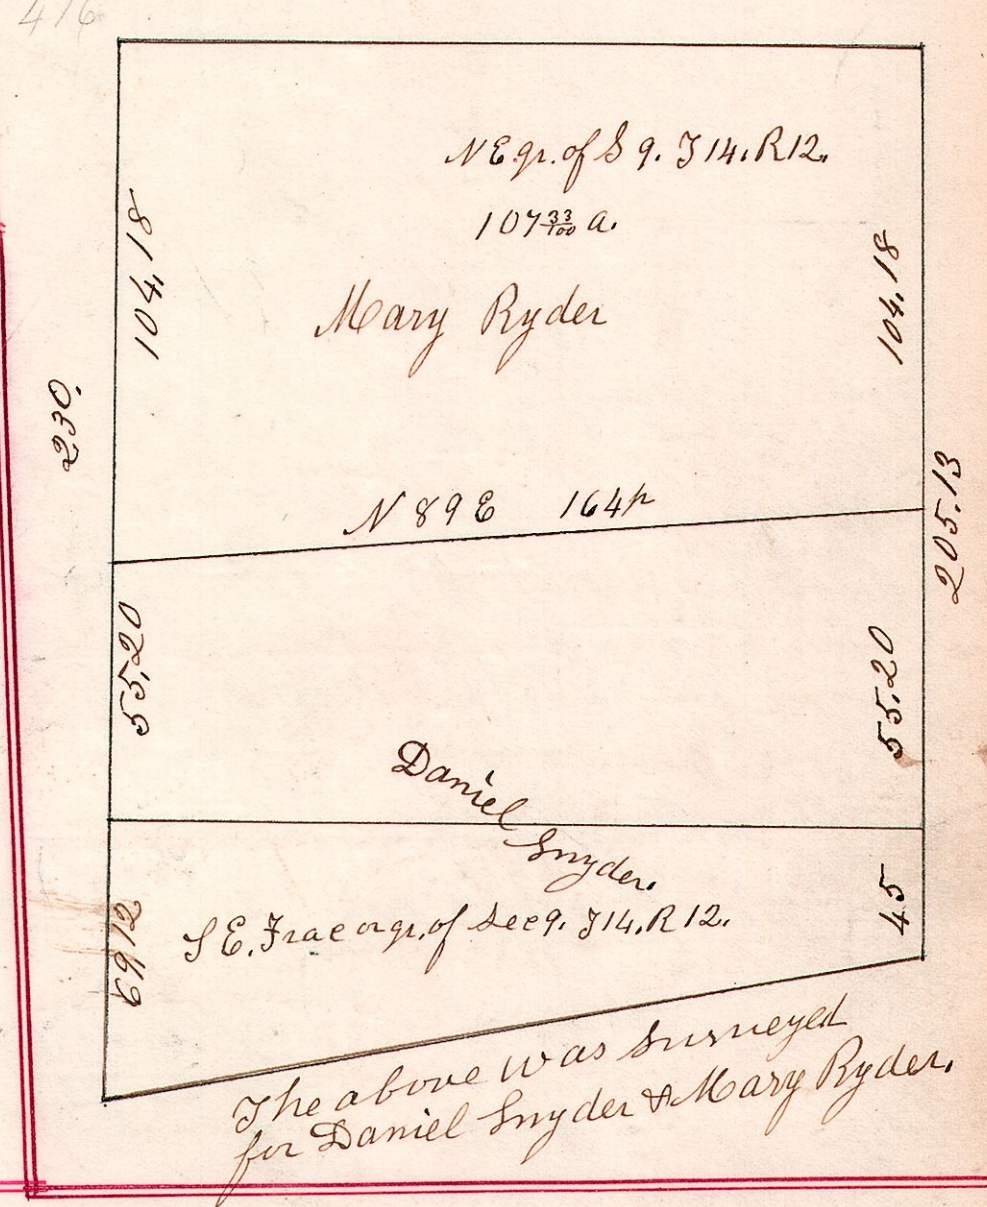 416
N E qr. of S 9. T 14. R 12.
107 33/100 a.
104,18
104,18
Mary Ryder
230.
N 89 E 164 p
205.13
55,20
55.20
Daniel
Snyder.
69,12
45
S E. Frac or qr. of Sec 9. T 14. R 12.
The above was Surveyed
for Daniel Snyder & Mary Ryder.